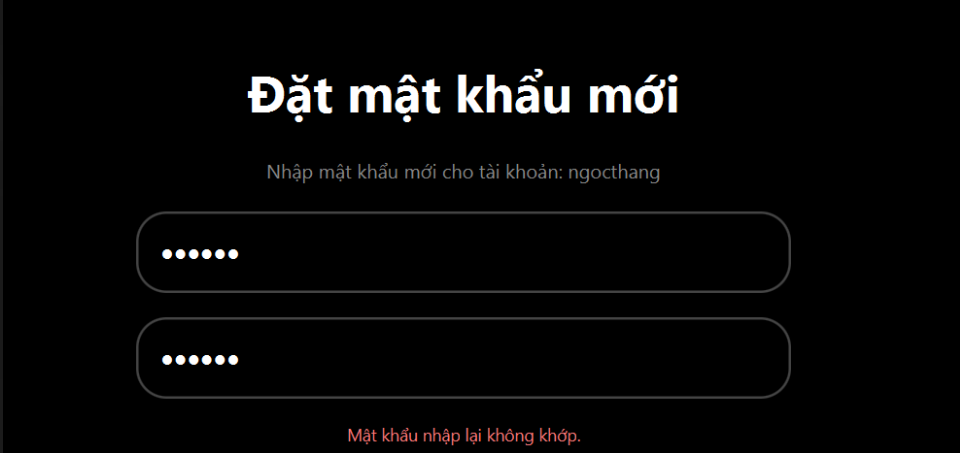 Đặt mật khẩu mới
Nhập mật khẩu mới cho tài khoản: ngocthang
••••••
••••••
Mật khẩu nhập lại không khớp.